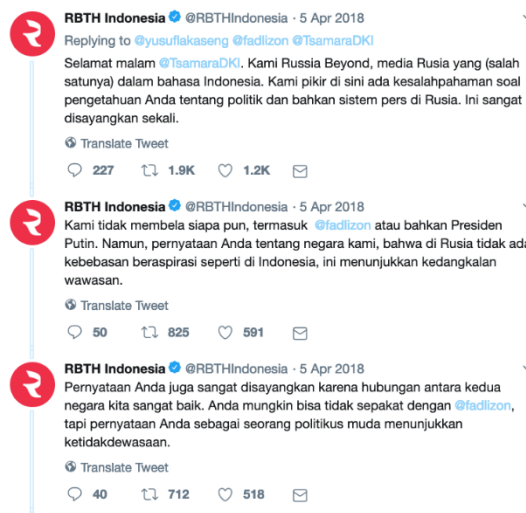 RBTH Indonesia @RBTHIndonesia · 5 Apr 2018
Replying to @yusuflakaseng @fadlizon @TsamaraDKI
Selamat malam @TsamaraDKI. Kami Russia Beyond, media Rusia yang (salah
satunya) dalam bahasa Indonesia. Kami pikir di sini ada kesalahpahaman soal
pengetahuan Anda tentang politik dan bahkan sistem pers di Rusia. Ini sangat
disayangkan sekali.
Translate Tweet
227 1.9K 1.2K
RBTH Indonesia @RBTHIndonesia · 5 Apr 2018
Kami tidak membela siapa pun, termasuk @fadlizon atau bahkan Presiden
Putin. Namun, pernyataan Anda tentang negara kami, bahwa di Rusia tidak ada
kebebasan beraspirasi seperti di Indonesia, ini menunjukkan kedangkalan
wawasan.
Translate Tweet
50 825 591
RBTH Indonesia @RBTHIndonesia · 5 Apr 2018
Pernyataan Anda juga sangat disayangkan karena hubungan antara kedua
negara kita sangat baik. Anda mungkin bisa tidak sepakat dengan @fadlizon,
tapi pernyataan Anda sebagai seorang politikus muda menunjukkan
ketidakdewasaan.
Translate Tweet
40 712 518